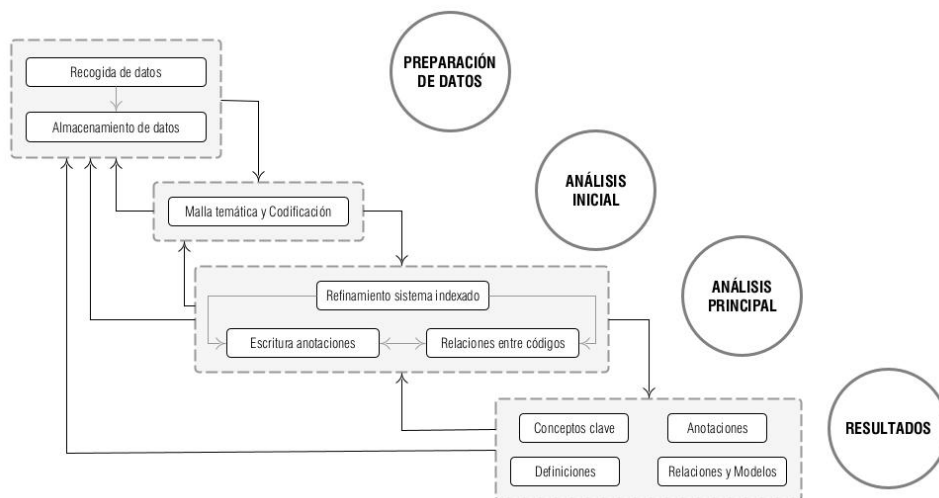 PREPARACIÓN
DE DATOS
Recogida de datos
Almacenamiento de datos
ANÁLISIS
INICIAL
Malla temática y Codificación
ANÁLISIS
PRINCIPAL
Refinamiento sistema indexado
Escritura anotaciones
Relaciones entre códigos
RESULTADOS
Conceptos clave
Anotaciones
Definiciones
Relaciones y Modelos